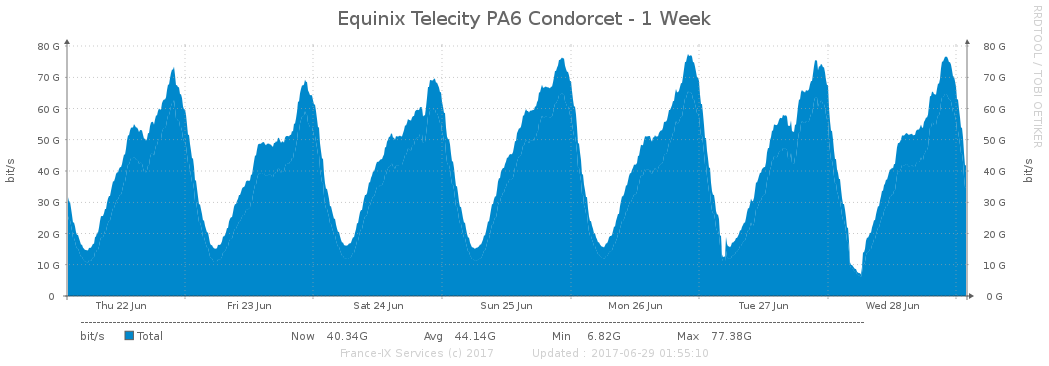 Equinix Telecity PA6 Condorcet - 1 Week
RRDTOOL / TOBI OETIKER
80 G 80 G
70 G 70 G
60 G 60 G
50 G 50 G
40 G 40 G
30 G 30 G
20 G 20 G
10 G 10 G
0 0 G
bit/s
bit/s
Thu 22 Jun Fri 23 Jun Sat 24 Jun Sun 25 Jun Mon 26 Jun Tue 27 Jun Wed 28 Jun
bit/s Total Now 40.34G Avg 44.14G Min 6.82G Max 77.38G
France-IX Services (c) 2017 Updated : 2017-06-29 01:55:10